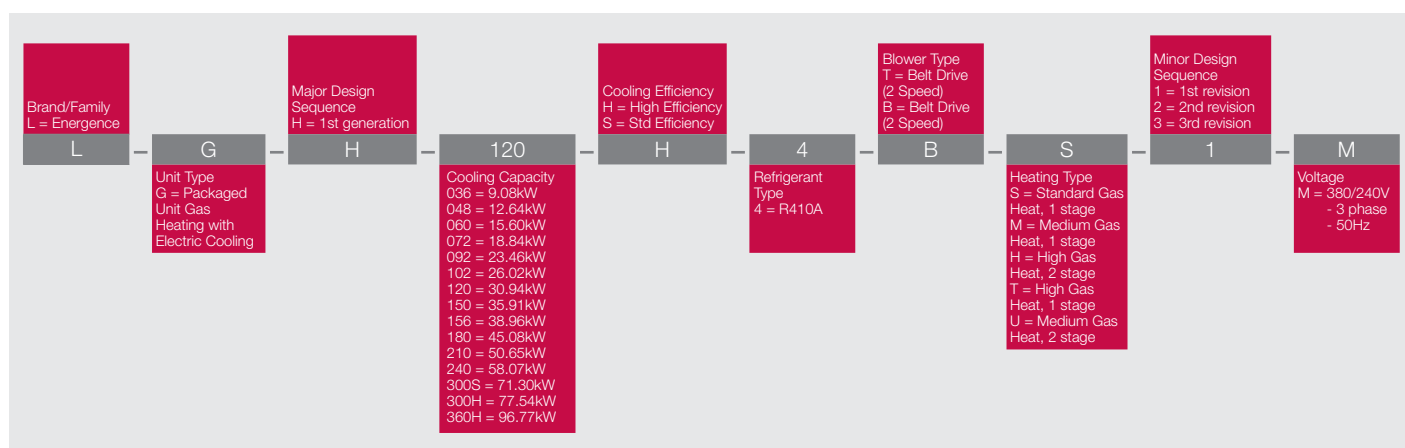 Brand/Family
L = Energence
Major Design
Sequence
H = 1st generation
Cooling Efficiency
H = High Efficiency
S = Std Efficiency
Blower Type
T = Belt Drive
(2 Speed)
B = Belt Drive
(2 Speed)
Minor Design
Sequence
1 = 1st revision
2 = 2nd revision
3 = 3rd revision
L – G – H – 120 – H – 4 – B – S – 1 – M
Unit Type
G = Packaged
Unit Gas
Heating with
Electric Cooling
Cooling Capacity
036 = 9.08kW
048 = 12.64kW
060 = 15.60kW
072 = 18.84kW
092 = 23.46kW
102 = 26.02kW
120 = 30.94kW
150 = 35.91kW
156 = 38.96kW
180 = 45.08kW
210 = 50.65kW
240 = 58.07kW
300S = 71.30kW
300H = 77.54kW
360H = 96.77kW
Refrigerant
Type
4 = R410A
Heating Type
S = Standard Gas
Heat, 1 stage
M = Medium Gas
Heat, 1 stage
H = High Gas
Heat, 2 stage
T = High Gas
Heat, 1 stage
U = Medium Gas
Heat, 2 stage
Voltage
M = 380/240V
- 3 phase
- 50Hz